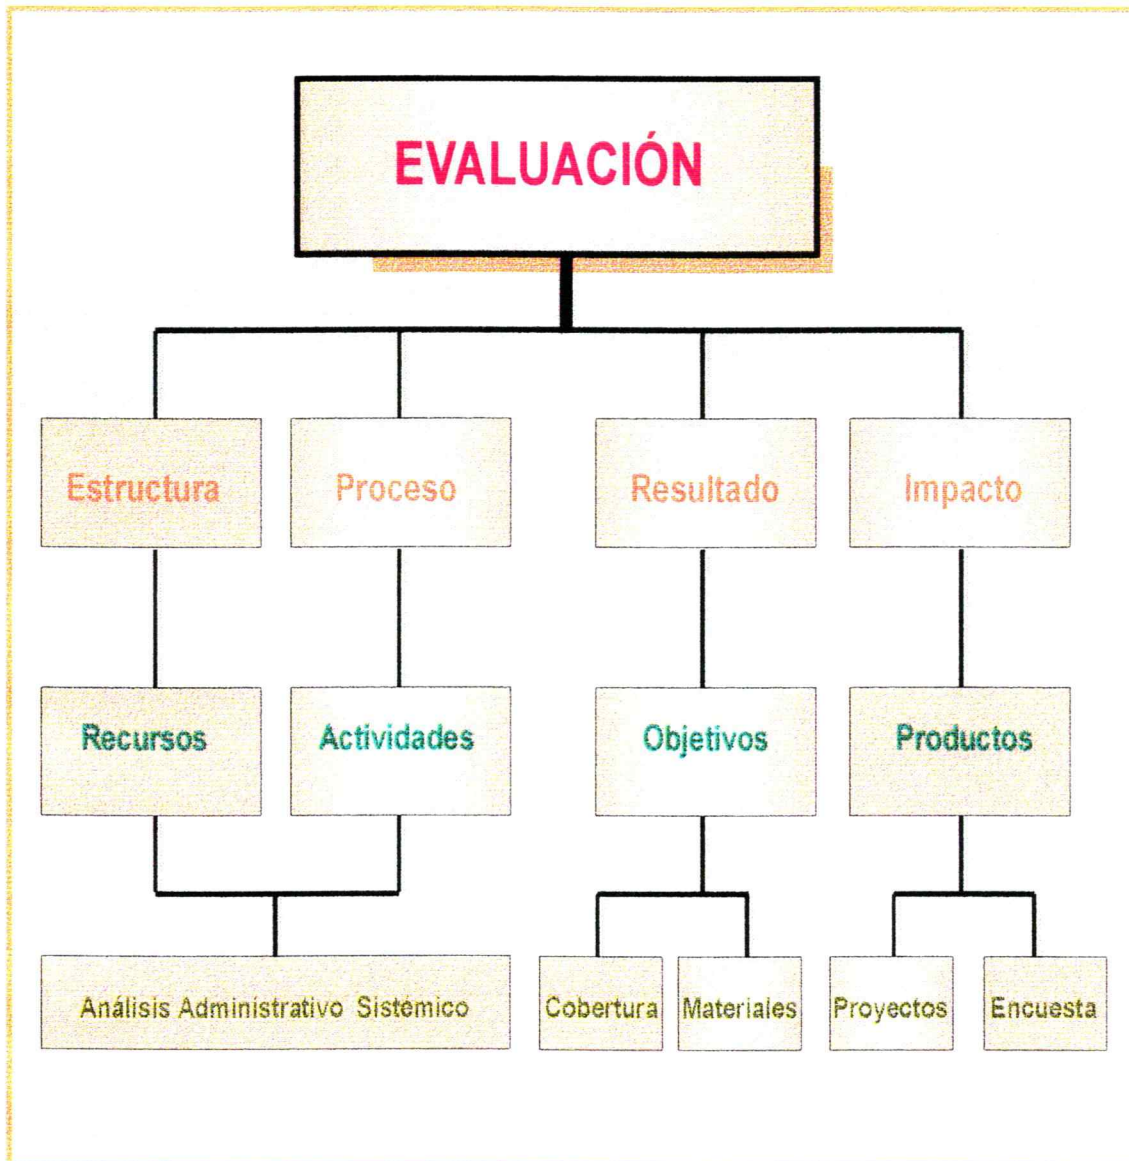 EVALUACIÓN
Estructura
Proceso
Resultado
Impacto
Recursos
Actividades
Objetivos
Productos
Análisis Administrativo Sistémico
Cobertura
Materiales
Proyectos
Encuesta